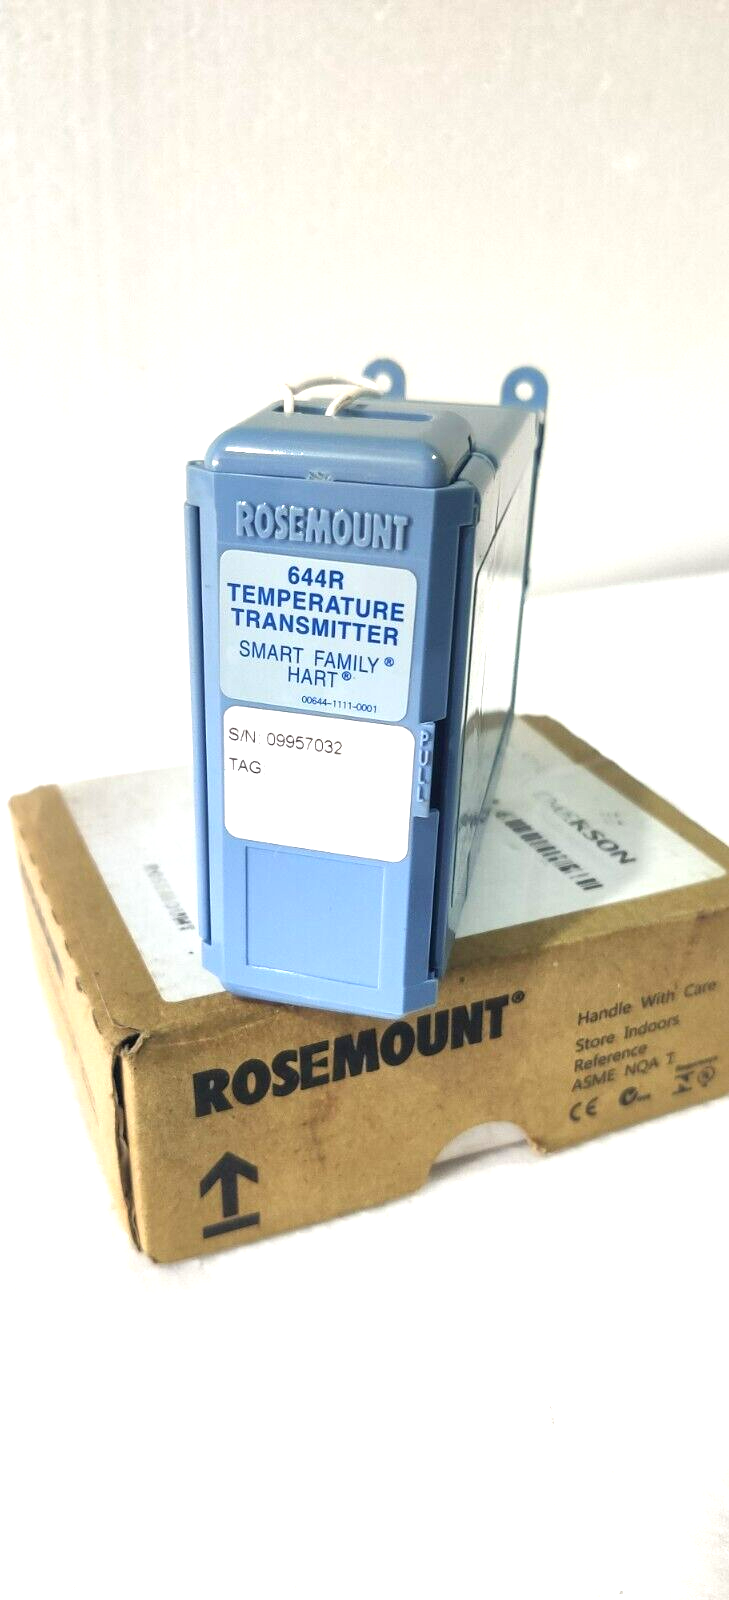 ROSEMOUNT
644R
TEMPERATURE
TRANSMITTER
SMART FAMILY®
HART®
00644-1111-0001
S/N: 09957032
TAG
PULL
EMERSON
ROSEMOUNT®
Handle With Care
Store Indoors
Reference
ASME NQA
CE